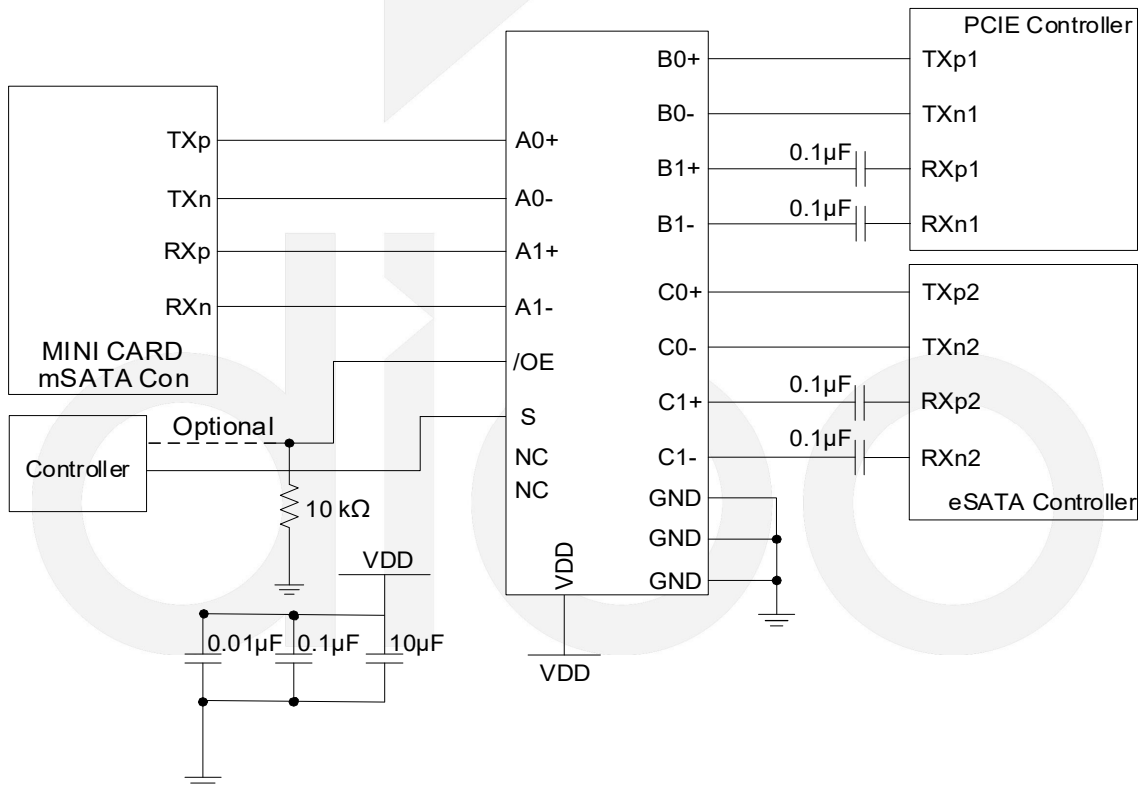 PCIE Controller
B0+
TXp1
B0-
TXn1
TXp
A0+
0.1µF
B1+
RXp1
TXn
A0-
0.1µF
B1-
RXn1
RXp
A1+
C0+
TXp2
RXn
A1-
MINI CARD
mSATA Con
/OE
C0-
TXn2
0.1µF
C1+
RXp2
Optional
S
0.1µF
C1-
RXn2
Controller
NC
NC
GND
eSATA Controller
10 kΩ
GND
VDD
VDD
GND
0.01µF
0.1µF
10µF
VDD
dioo